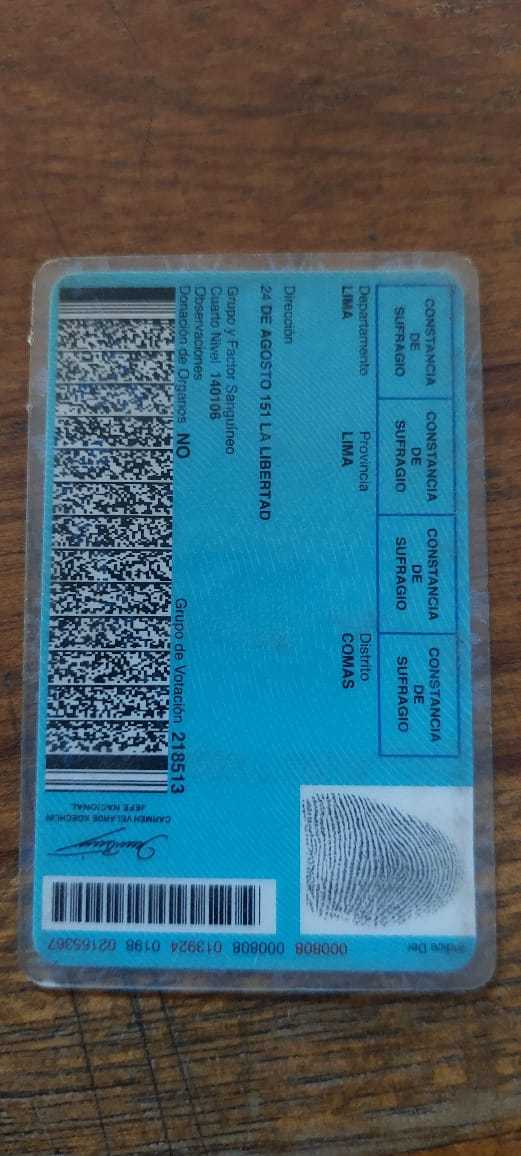 CONSTANCIA DE SUFRAGIO
CONSTANCIA DE SUFRAGIO
CONSTANCIA DE SUFRAGIO
CONSTANCIA DE SUFRAGIO
Departamento Provincia Distrito
LIMA LIMA COMAS
Dirección
24 DE AGOSTO 151 LA LIBERTAD
Grupo y Factor Sanguíneo
Cuarto Nivel 140106
Observaciones
Donación de Organos NO Grupo de Votación 218513
Indice Der
CARMEN VELARDE KOECHLIN
JEFE NACIONAL
000808 000808 013924 0198 02165367